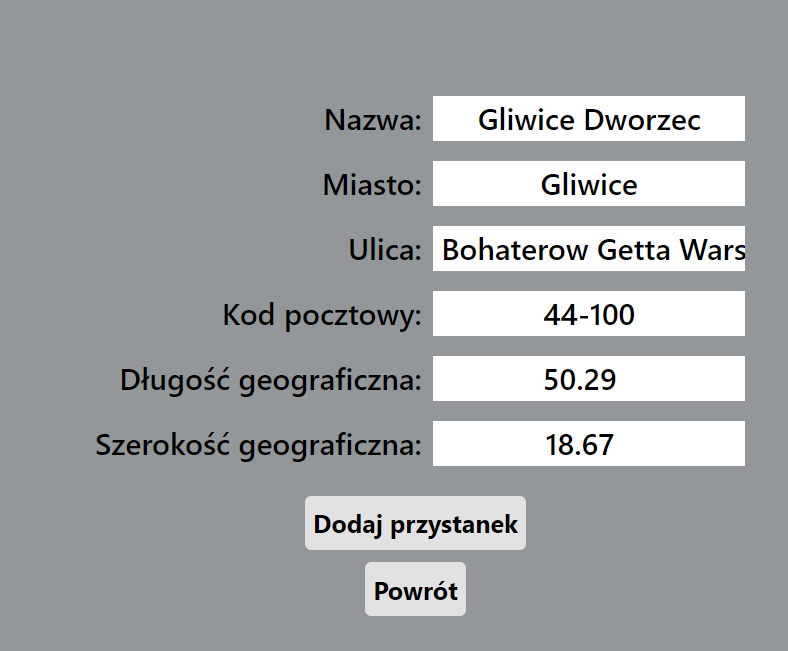 Nazwa: Gliwice Dworzec
Miasto: Gliwice
Ulica: Bohaterow Getta Wars
Kod pocztowy: 44-100
Długość geograficzna: 50.29
Szerokość geograficzna: 18.67
Dodaj przystanek
Powrót